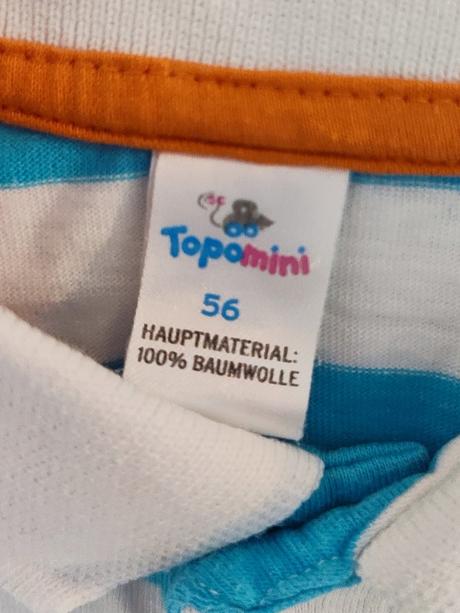 Topomini
56
HAUPTMATERIAL:
100% BAUMWOLLE